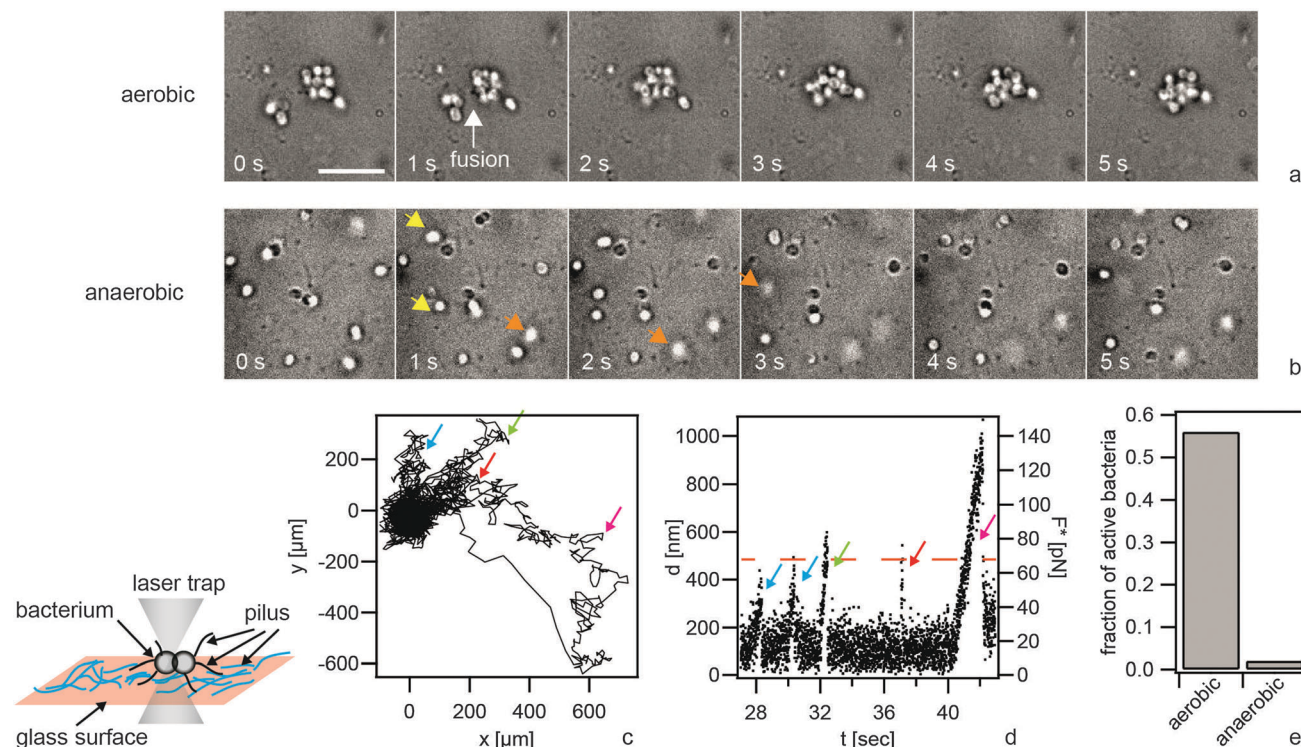 aerobic
0 s
1 s
fusion
2 s
3 s
4 s
5 s
a
anaerobic
0 s
1 s
2 s
3 s
4 s
5 s
b
laser trap
bacterium
pilus
glass surface
y [µm]
200
0
-200
-400
-600
0
200
400
600
x [µm]
c
d [nm]
1000
800
600
400
200
0
28
32
36
40
t [sec]
140
120
100
80
60
40
20
0
F* [pN]
d
fraction of active bacteria
0.6
0.5
0.4
0.3
0.2
0.1
0.0
aerobic
anaerobic
e